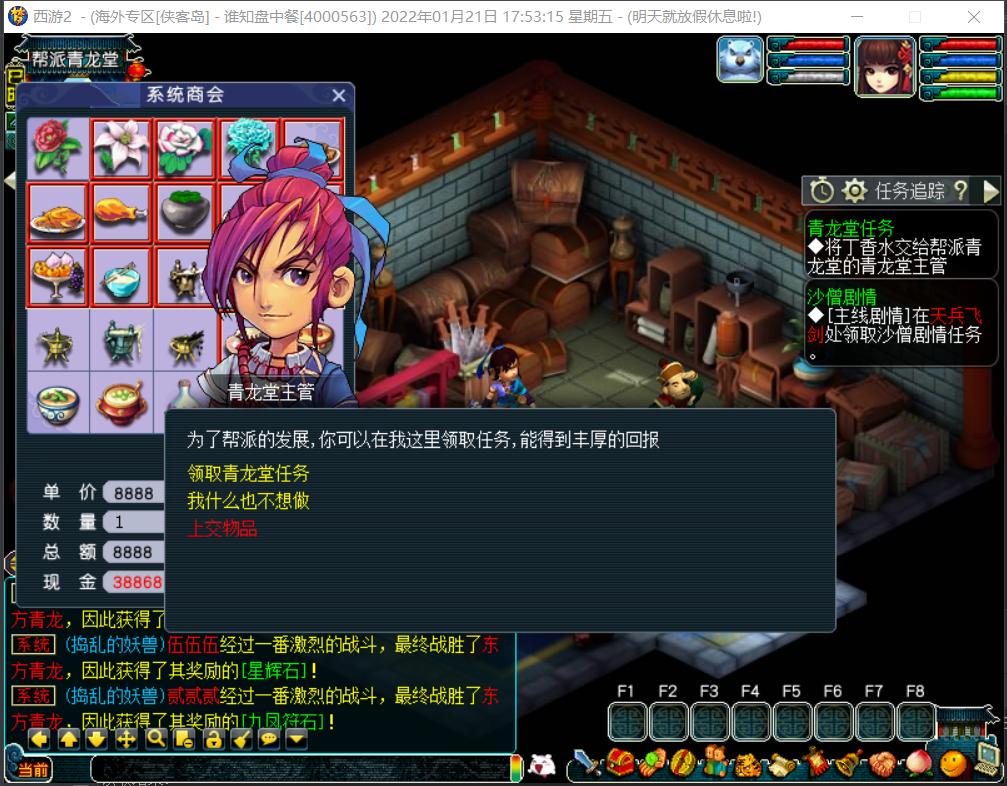 西游2 - (海外专区[侠客岛] - 谁知盘中餐[4000563]) 2022年01月21日 17:53:15 星期五 - (明天就放假休息啦!)
帮派青龙堂
系统商会
任务追踪 ?
青龙堂任务
◆将丁香水交给帮派青
龙堂的青龙堂主管
沙僧剧情
◆[主线剧情]在天兵飞
剑处领取沙僧剧情任务
。
青龙堂主管
为了帮派的发展,你可以在我这里领取任务,能得到丰厚的回报
领取青龙堂任务
我什么也不想做
上交物品
单 价 8888
数 量 1
总 额 8888
现 金 38868
方青龙，因此获得了
系统 (捣乱的妖兽)伍伍伍经过一番激烈的战斗，最终战胜了东
方青龙，因此获得了其奖励的[星辉石]!
系统 (捣乱的妖兽)贰贰贰经过一番激烈的战斗，最终战胜了东
方青龙，因此获得了其奖励的[九凤符石]!
F1 F2 F3 F4 F5 F6 F7 F8
当前